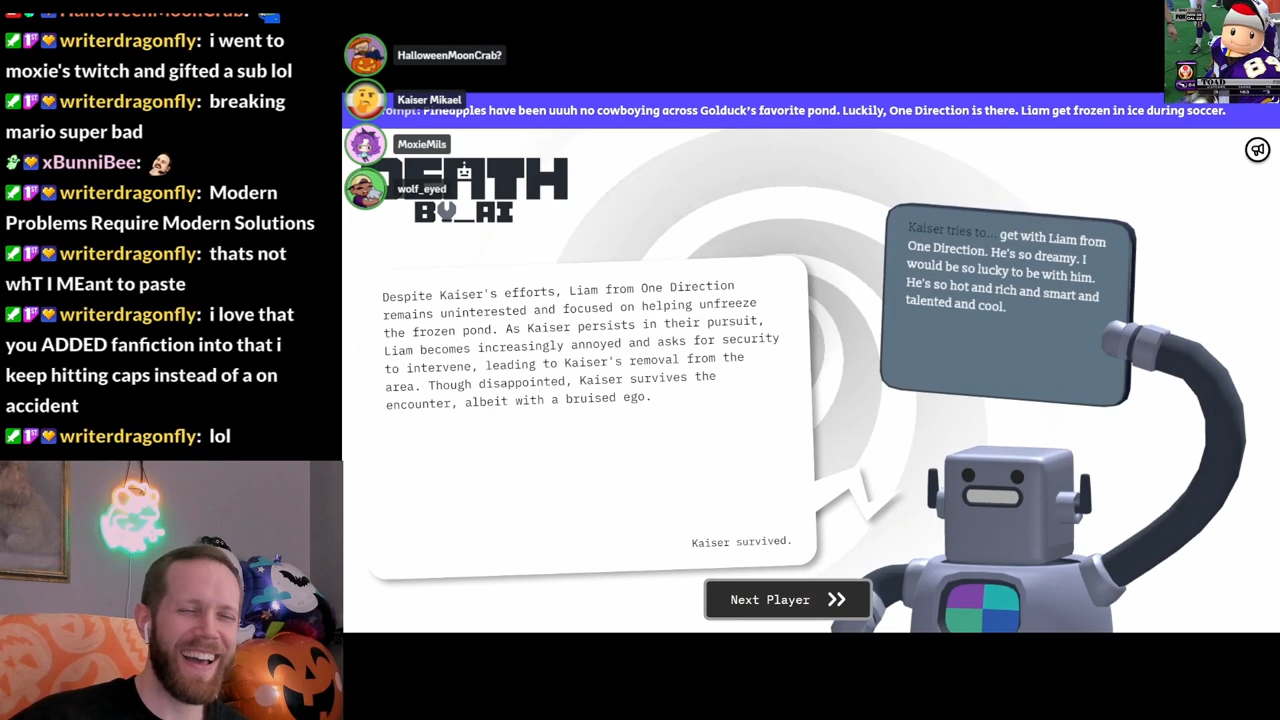 HalloweenMoonCrab:
writerdragonfly: i went to
moxie's twitch and gifted a sub lol
writerdragonfly: breaking
mario super bad
xBunniBee:
writerdragonfly: Modern
Problems Require Modern Solutions
writerdragonfly: thats not
whT I MEant to paste
writerdragonfly: i love that
you ADDED fanfiction into that i
keep hitting caps instead of a on
accident
writerdragonfly: lol
HalloweenMoonCrab?
Kaiser Mikael
MoxieMils
wolf_eyed
Pineapples have been uuuh no cowboying across Golduck's favorite pond. Luckily, One Direction is there. Liam get frozen in ice during soccer.
DEATH
BY_AI
Despite Kaiser's efforts, Liam from One Direction
remains uninterested and focused on helping unfreeze
the frozen pond. As Kaiser persists in their pursuit,
Liam becomes increasingly annoyed and asks for security
to intervene, leading to Kaiser's removal from the
area. Though disappointed, Kaiser survives the
encounter, albeit with a bruised ego.
Kaiser survived.
Kaiser tries to... get with Liam from
One Direction. He's so dreamy. I
would be so lucky to be with him.
He's so hot and rich and smart and
talented and cool.
Next Player
TOAD